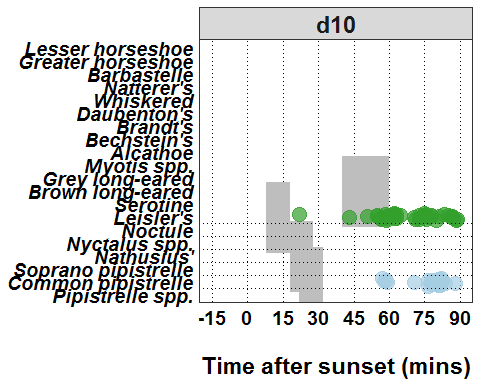 d10
Lesser horseshoe
Greater horseshoe
Barbastelle
Natterer's
Whiskered
Daubenton's
Brandt's
Bechstein's
Alcathoe
Myotis spp.
Grey long-eared
Brown long-eared
Serotine
Leisler's
Noctule
Nyctalus spp.
Nathusius'
Soprano pipistrelle
Common pipistrelle
Pipistrelle spp.
-15 0 15 30 45 60 75 90
Time after sunset (mins)